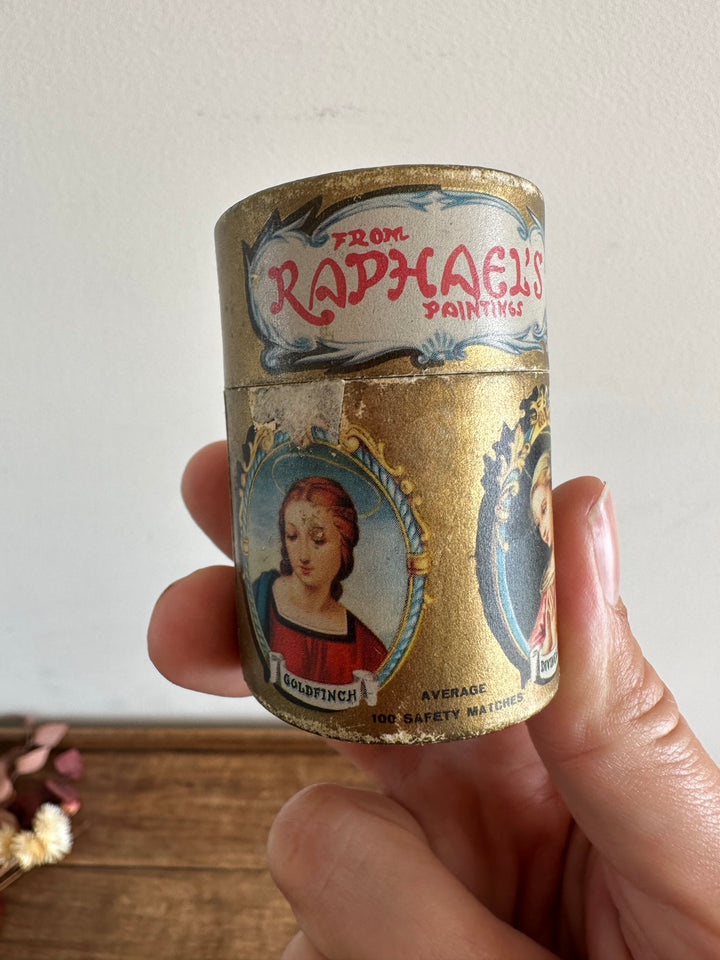 FROM
RAPHAEL'S
PAINTINGS
GOLDFINCH
AVERAGE
100 SAFETY MATCHES